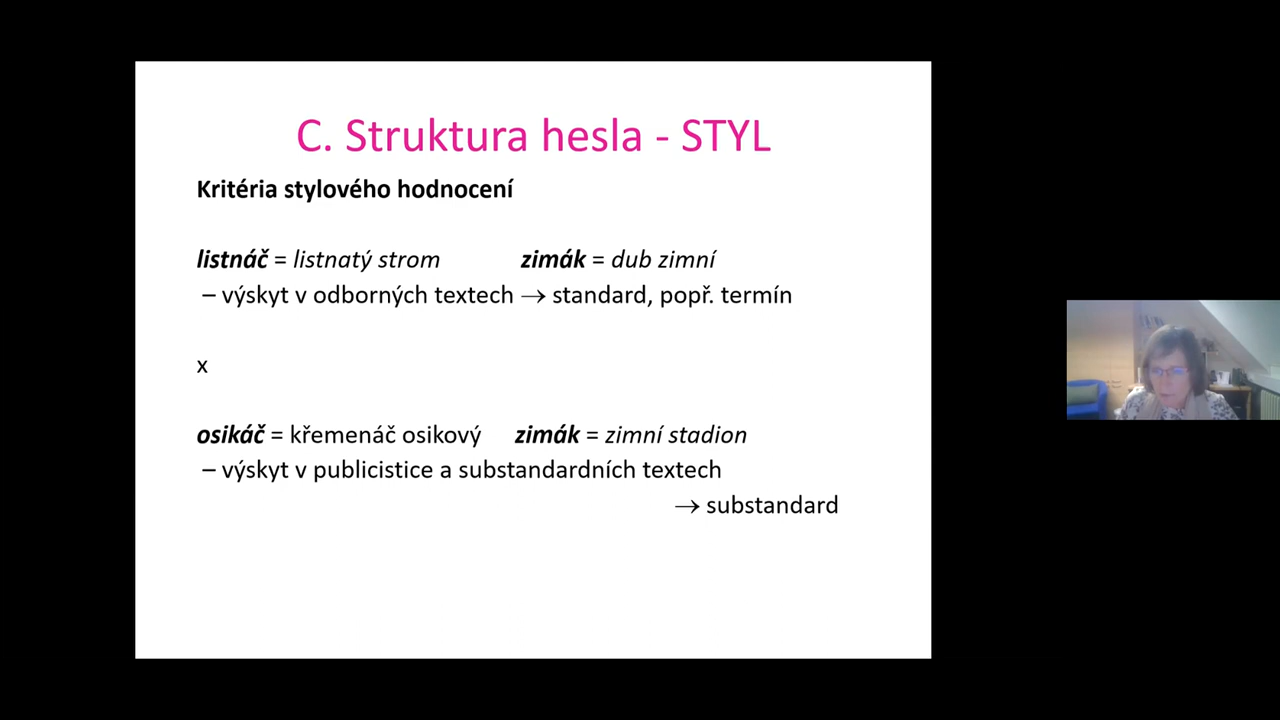 C. Struktura hesla - STYL
Kritéria stylového hodnocení
listnáč = listnatý strom zimák = dub zimní
– výskyt v odborných textech → standard, popř. termín
x
osikáč = křemenáč osikový zimák = zimní stadion
– výskyt v publicistice a substandardních textech
→ substandard